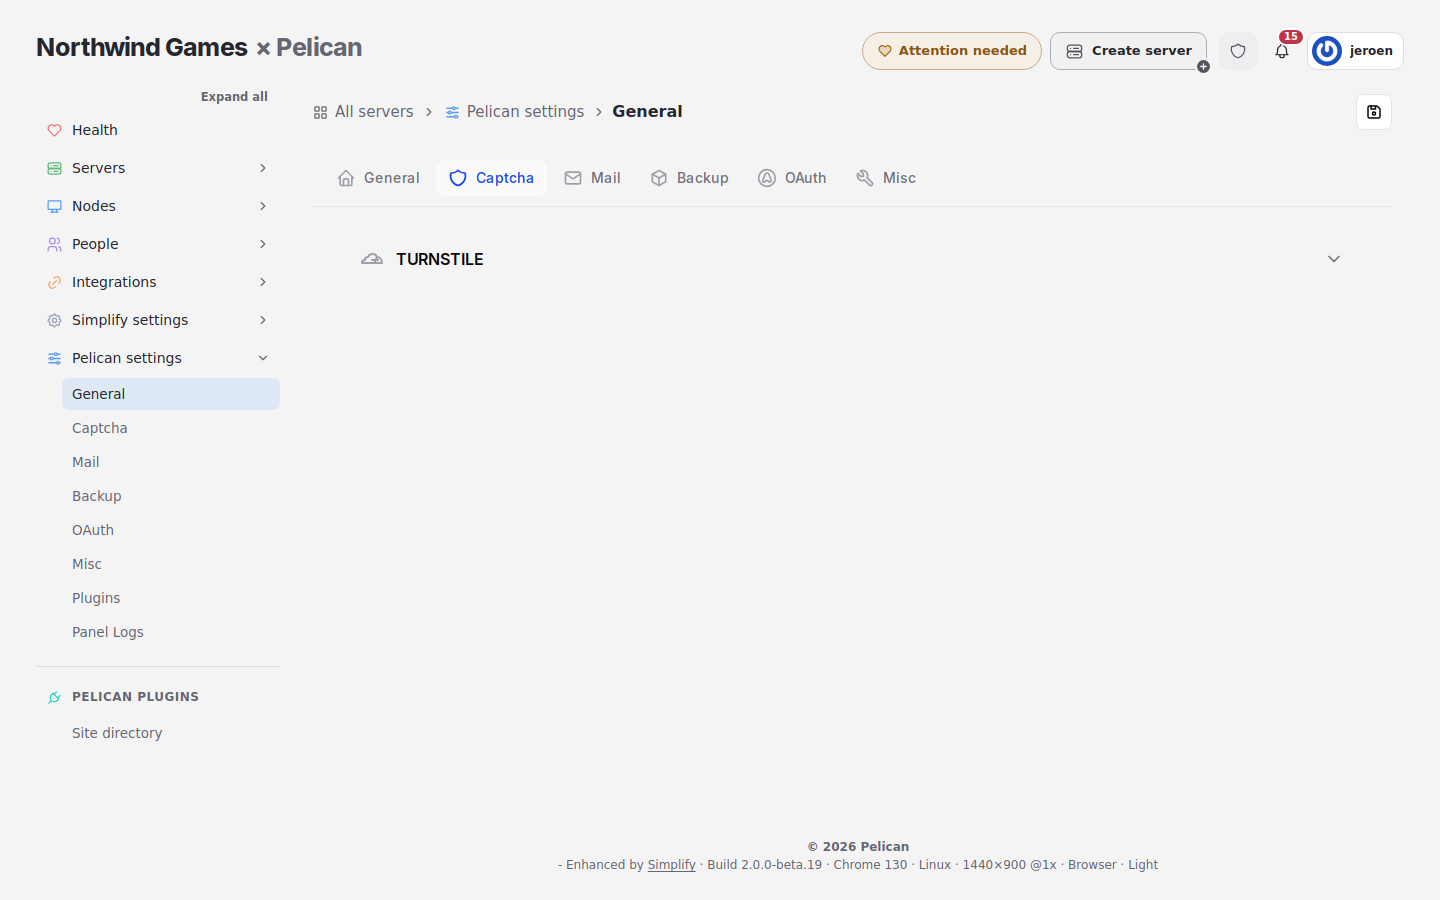 Northwind Games × Pelican
Attention needed
Create server
15
jeroen
Expand all
Health
Servers
Nodes
People
Integrations
Simplify settings
Pelican settings
General
Captcha
Mail
Backup
OAuth
Misc
Plugins
Panel Logs
PELICAN PLUGINS
Site directory
All servers > Pelican settings > General
General
Captcha
Mail
Backup
OAuth
Misc
TURNSTILE
© 2026 Pelican
- Enhanced by Simplify · Build 2.0.0-beta.19 · Chrome 130 · Linux · 1440×900 @1x · Browser · Light